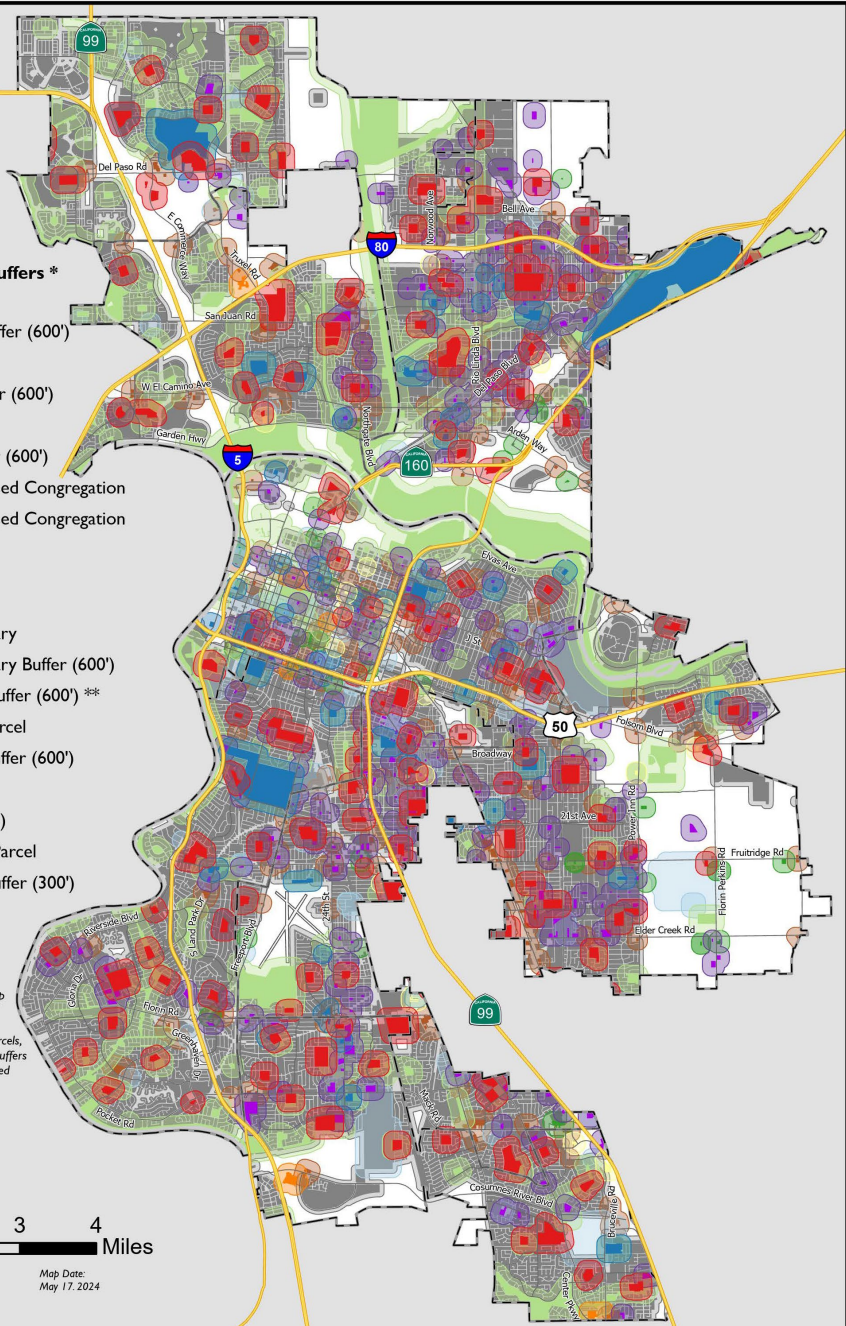 99
Del Paso Rd
E Commerce Way
Truxel Rd
San Juan Rd
W El Camino Ave
Garden Hwy
Northgate Blvd
Norwood Ave
Bell Ave
80
Rio Linda Blvd
Del Paso Blvd
Arden Way
160
5
uffers *
ffer (600')
r (600')
r (600')
ed Congregation
ed Congregation
ary
ary Buffer (600')
uffer (600') **
rcel
ffer (600')
)
Parcel
uffer (300')
Elvas Ave
J St
50
Folsom Blvd
Broadway
21st Ave
Power Inn Rd
Fruitridge Rd
Florin Perkins Rd
Elder Creek Rd
24th St
Freeport Blvd
S Land Park Dr
Riverside Blvd
Gloria Dr
Florin Rd
Greenhaven Dr
Pocket Rd
p
rcels,
uffers
ed
99
Mack Rd
Cosumnes River Blvd
Bruceville Rd
Center Pkwy
3 4
Miles
Map Date:
May 17. 2024